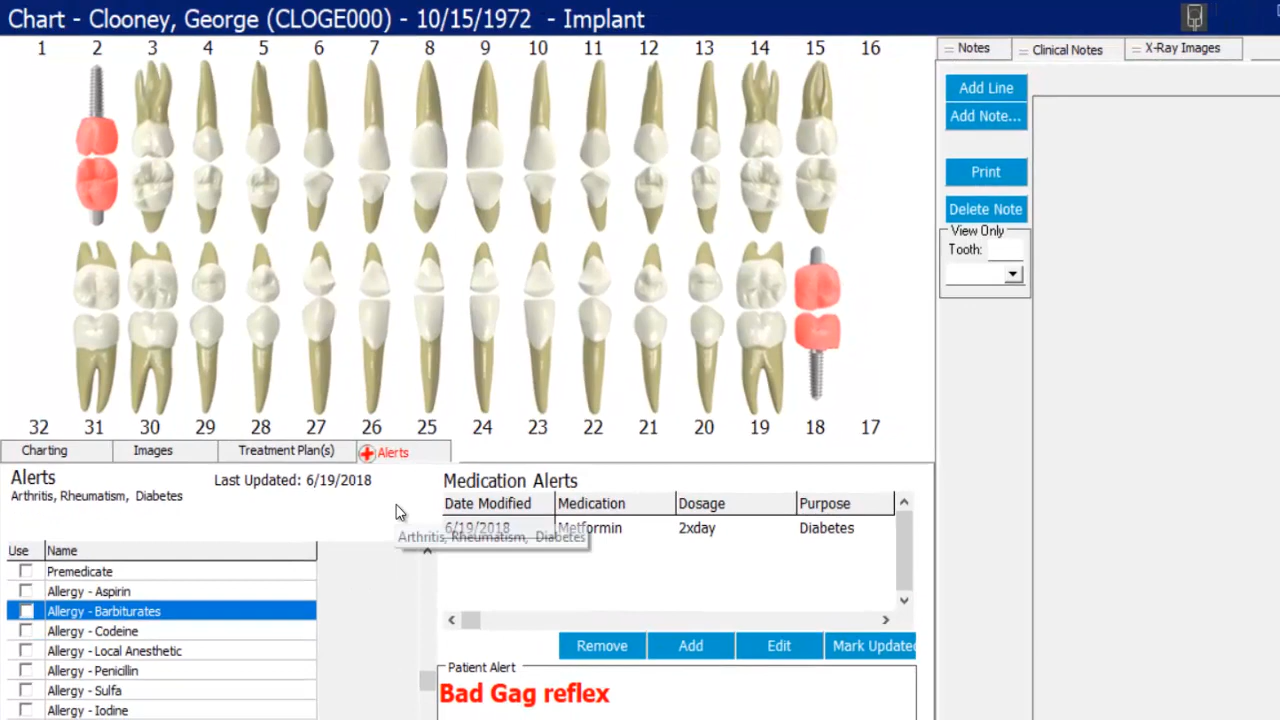 Chart - Clooney, George (CLOGE000) - 10/15/1972 - Implant
1 2 3 4 5 6 7 8 9 10 11 12 13 14 15 16
32 31 30 29 28 27 26 25 24 23 22 21 20 19 18 17
Charting Images Treatment Plan(s) Alerts
Alerts Last Updated: 6/19/2018
Arthritis, Rheumatism, Diabetes
Use Name
Premedicate
Allergy - Aspirin
Allergy - Barbiturates
Allergy - Codeine
Allergy - Local Anesthetic
Allergy - Penicillin
Allergy - Sulfa
Allergy - Iodine
Medication Alerts
Date Modified Medication Dosage Purpose
6/19/2018 Metformin 2xday Diabetes
Arthritis, Rheumatism, Diabetes
Remove Add Edit Mark Updated
Patient Alert
Bad Gag reflex
Notes Clinical Notes X-Ray Images
Add Line
Add Note...
Print
Delete Note
View Only
Tooth: